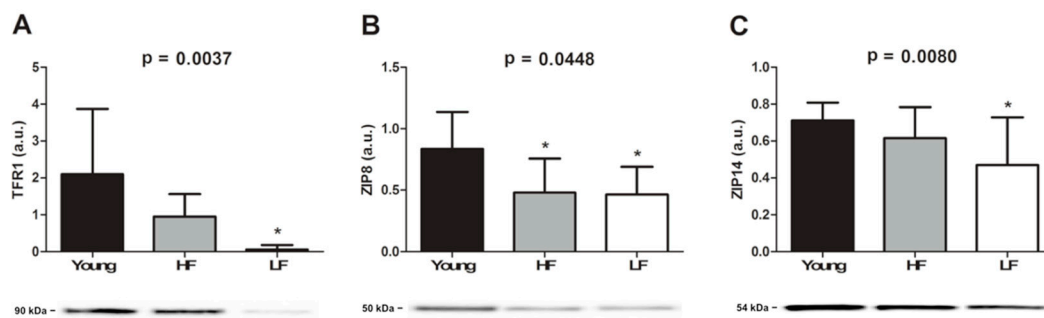 A
p = 0.0037
TFR1 (a.u.)
5
4
3
2
1
0
Young
HF
LF
*
90 kDa
B
p = 0.0448
ZIP8 (a.u.)
1.5
1.0
0.5
0.0
Young
HF
LF
*
*
50 kDa
C
p = 0.0080
ZIP14 (a.u.)
1.0
0.8
0.6
0.4
0.2
0.0
Young
HF
LF
*
54 kDa